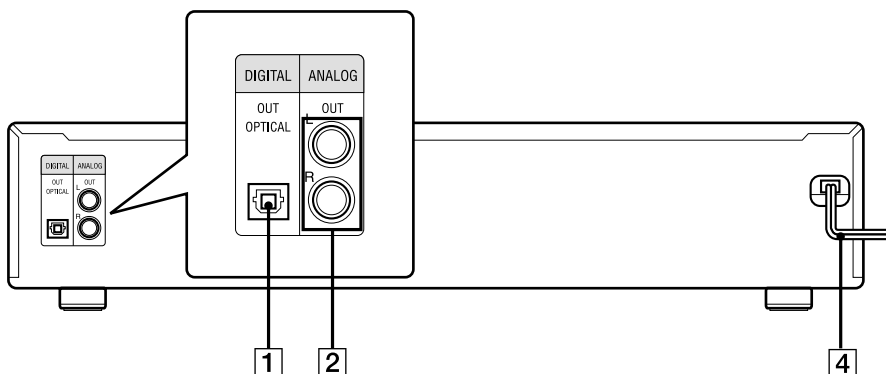 DIGITAL ANALOG
OUT OUT
OPTICAL L
R
DIGITAL ANALOG
OUT OUT
OPTICAL L
R
1 2 4